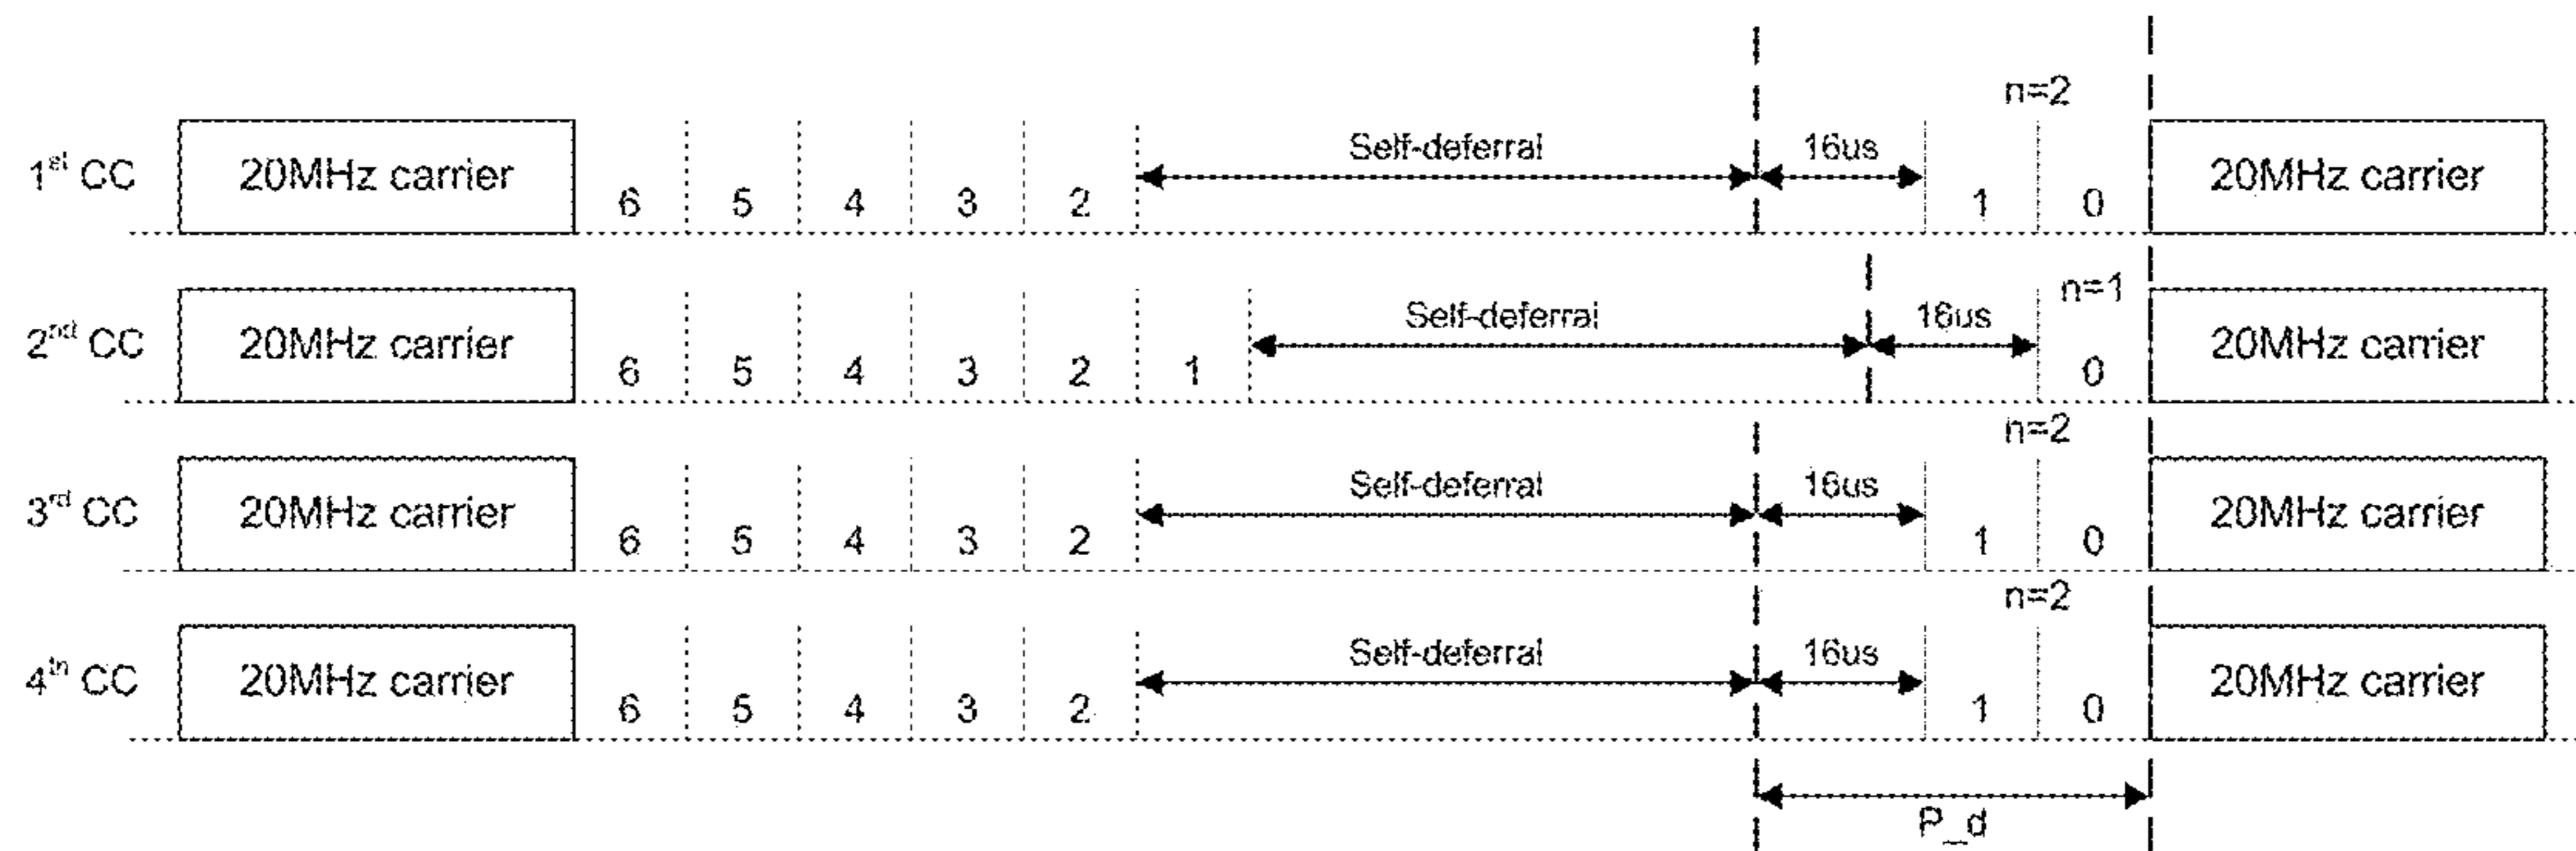 n=2
1st CC 20MHz carrier 6 5 4 3 2 Self-deferral 16us 1 0 20MHz carrier
n=1
2nd CC 20MHz carrier 6 5 4 3 2 1 Self-deferral 16us 0 20MHz carrier
n=2
3rd CC 20MHz carrier 6 5 4 3 2 Self-deferral 16us 1 0 20MHz carrier
n=2
4th CC 20MHz carrier 6 5 4 3 2 Self-deferral 16us 1 0 20MHz carrier
P_d